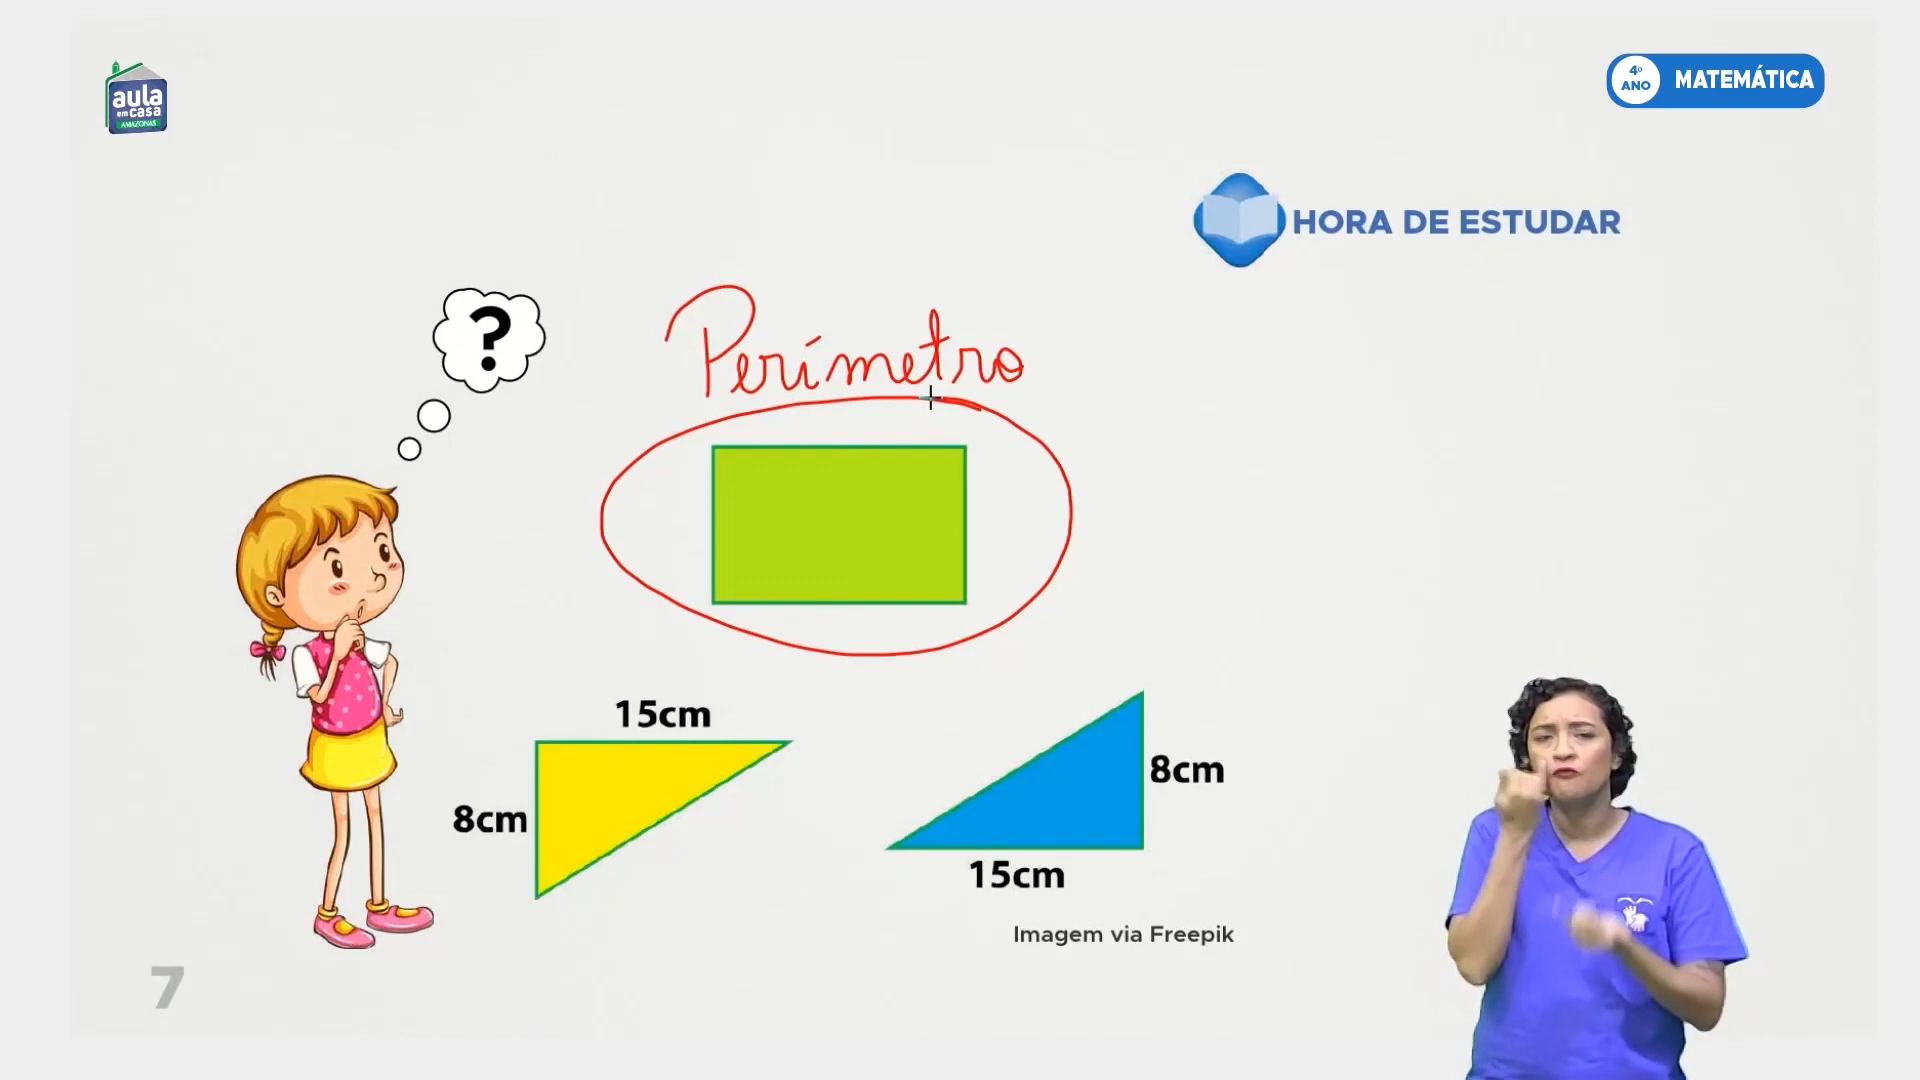 aula
em casa
AMAZONAS
4º
ANO
MATEMÁTICA
HORA DE ESTUDAR
?
Perímetro
15cm
8cm
8cm
15cm
Imagem via Freepik
7